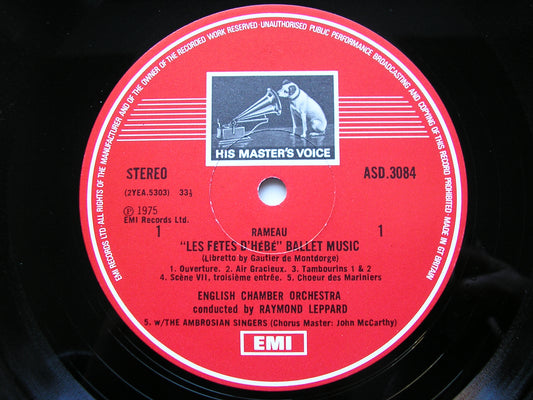 THE MANUFACTURER AND OF THE OWNER OF THE RECORDED WORK RESERVED · UNAUTHORISED PUBLIC PERFORMANCE BROADCASTING AND COPYING OF THIS RECORD PROHIBITED MADE IN GT BRITAIN
EMI RECORDS LTD ALL RIGHTS OF
HIS MASTER'S VOICE
STEREO ASD.3084
(2YEA.5303) 33⅓
Ⓟ 1975
EMI Records Ltd.
1 RAMEAU 1
"LES FETES D'HéBé" BALLET MUSIC
(Libretto by Gautier de Montdorge)
1. Ouverture. 2. Air Gracieux. 3. Tambourins 1 & 2
4. Scène VII, troisième entrée. 5. Choeur des Mariniers
ENGLISH CHAMBER ORCHESTRA
conducted by RAYMOND LEPPARD
5. w/THE AMBROSIAN SINGERS (Chorus Master: John McCarthy)
EMI